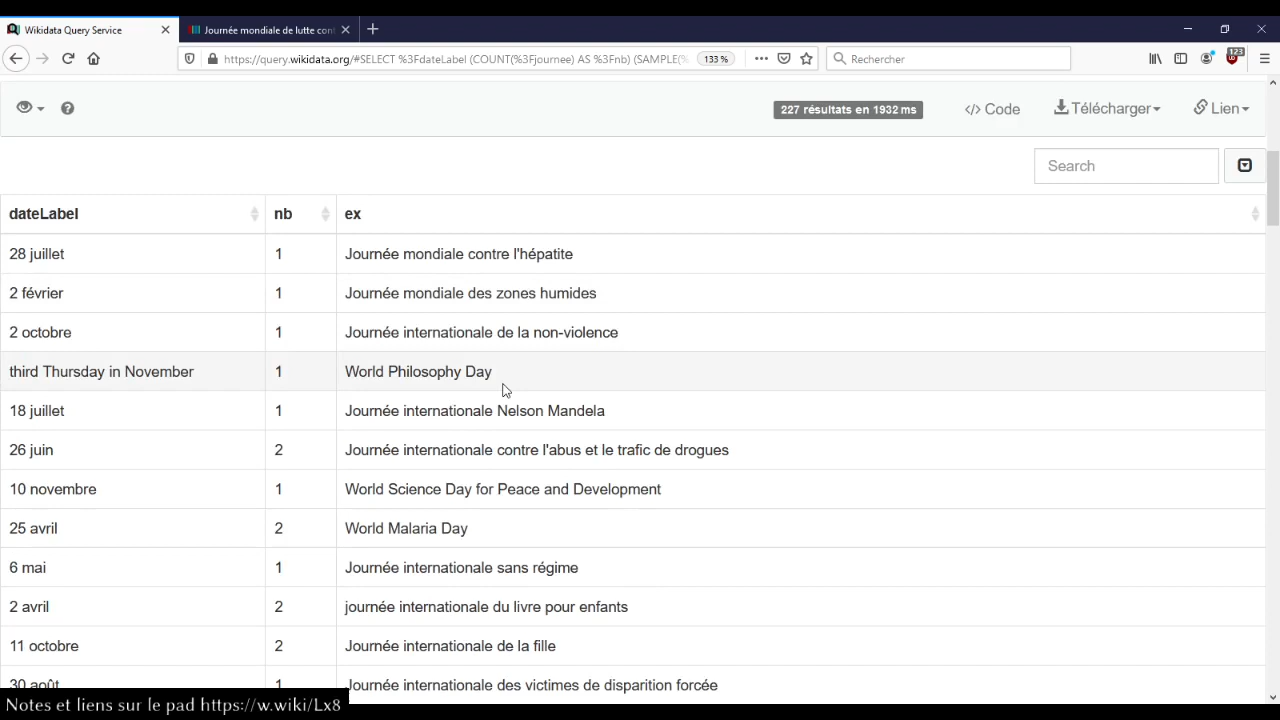 Wikidata Query Service
Journée mondiale de lutte cont
https://query.wikidata.org/#SELECT %3FdateLabel (COUNT(%3Fjournee) AS %3Fnb) (SAMPLE(%
133 %
Rechercher
123
227 résultats en 1932 ms
</> Code
Télécharger
Lien
Search
dateLabel nb ex
28 juillet 1 Journée mondiale contre l'hépatite
2 février 1 Journée mondiale des zones humides
2 octobre 1 Journée internationale de la non-violence
third Thursday in November 1 World Philosophy Day
18 juillet 1 Journée internationale Nelson Mandela
26 juin 2 Journée internationale contre l'abus et le trafic de drogues
10 novembre 1 World Science Day for Peace and Development
25 avril 2 World Malaria Day
6 mai 1 Journée internationale sans régime
2 avril 2 journée internationale du livre pour enfants
11 octobre 2 Journée internationale de la fille
30 août 1 Journée internationale des victimes de disparition forcée
Notes et liens sur le pad https://w.wiki/Lx8